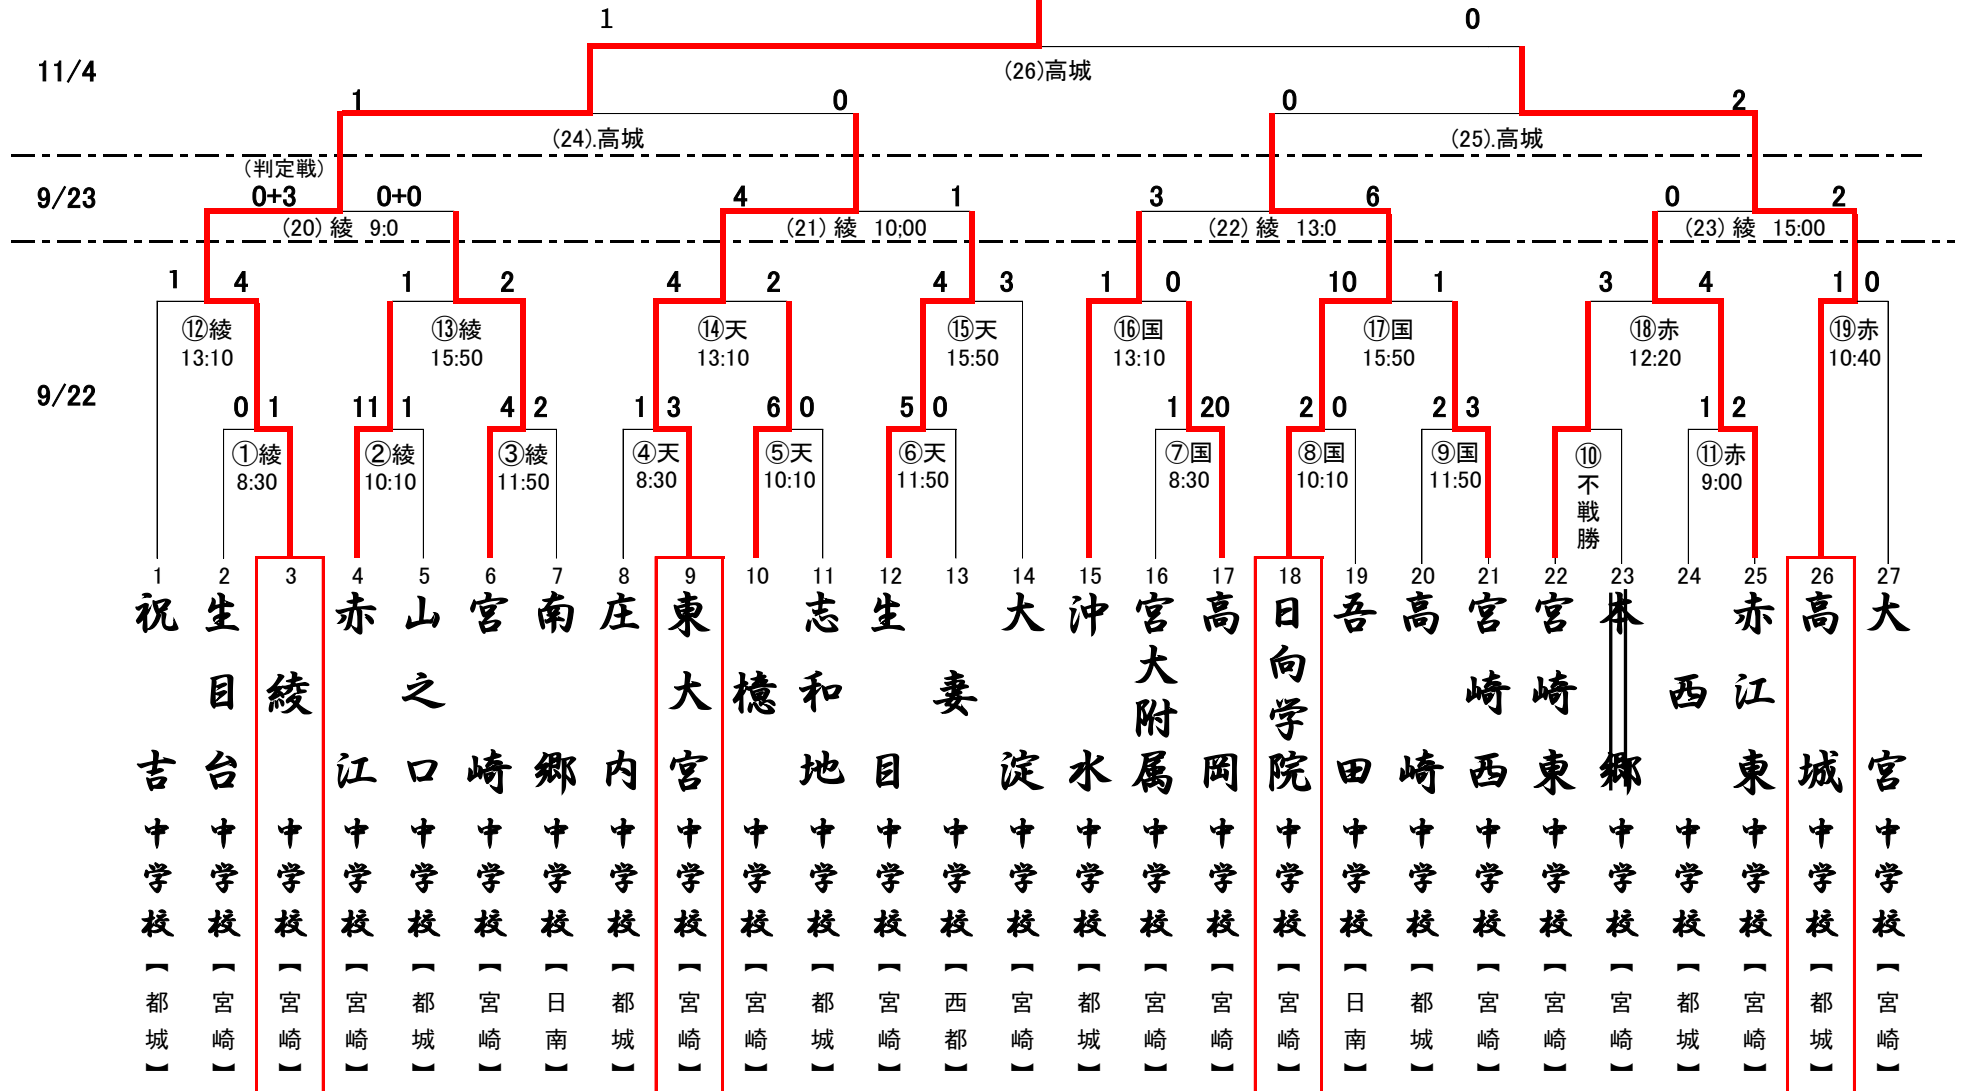 1 0
11/4
(26)高城
1 0 0 2
(24).高城 (25).高城
(判定戦)
9/23
0+3 0+0 4 1 3 6 0 2
(20) 綾 9:0 (21) 綾 10;00 (22) 綾 13:0 (23) 綾 15:00
1 4 1 2 4 2 4 3 1 0 10 1 3 4 1 0
⑫綾 ⑬綾 ⑭天 ⑮天 ⑯国 ⑰国 ⑱赤 ⑲赤
13:10 15:50 13:10 15:50 13:10 15:50 12:20 10:40
9/22
0 1 11 1 4 2 1 3 6 0 5 0 1 20 2 0 2 3 1 2
①綾 ②綾 ③綾 ④天 ⑤天 ⑥天 ⑦国 ⑧国 ⑨国 ⑩不戦勝 ⑪赤
8:30 10:10 11:50 8:30 10:10 11:50 8:30 10:10 11:50 9:00
1 祝吉中学校【都城】
2 生目台中学校【宮崎】
3 綾中学校【宮崎】
4 赤江中学校【宮崎】
5 山之口中学校【都城】
6 宮崎中学校【宮崎】
7 南郷中学校【日南】
8 庄内中学校【都城】
9 東大宮中学校【宮崎】
10 檍中学校【宮崎】
11 志和地中学校【都城】
12 生目中学校【宮崎】
13 妻中学校【西都】
14 大淀中学校【宮崎】
15 沖水中学校【都城】
16 宮大附属中学校【宮崎】
17 高岡中学校【宮崎】
18 日向学院中学校【宮崎】
19 吾田中学校【日南】
20 高崎中学校【都城】
21 宮崎西中学校【宮崎】
22 宮崎東中学校【宮崎】
23 本郷中学校【宮崎】
24 西中学校【都城】
25 赤江東中学校【宮崎】
26 高城中学校【都城】
27 大宮中学校【宮崎】